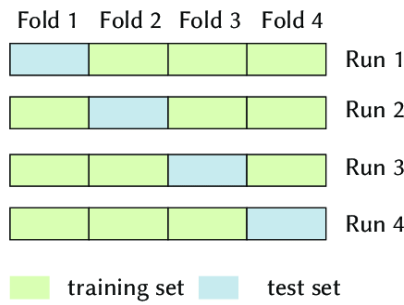 Fold 1 Fold 2 Fold 3 Fold 4
Run 1
Run 2
Run 3
Run 4
training set test set